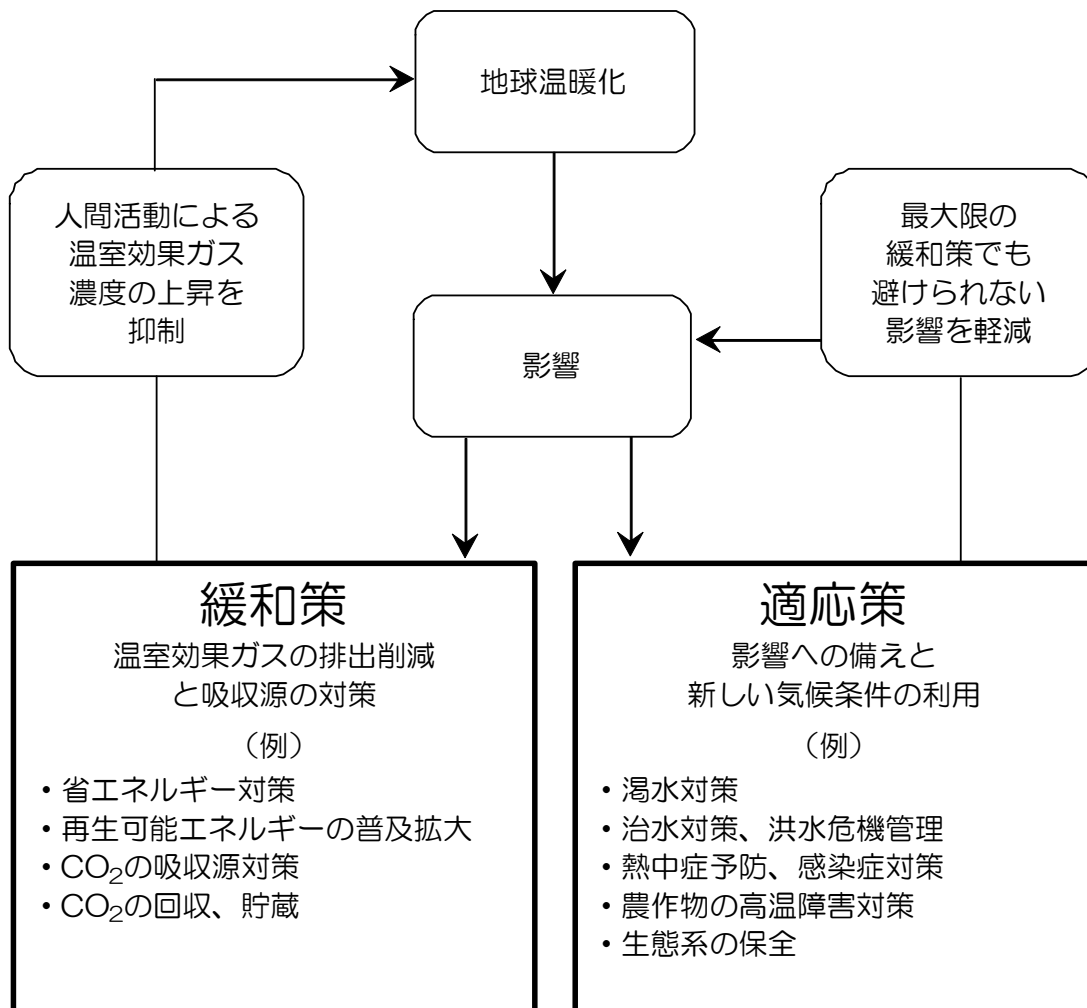 地球温暖化
人間活動による
温室効果ガス
濃度の上昇を
抑制
最大限の
緩和策でも
避けられない
影響を軽減
影響
緩和策
温室効果ガスの排出削減
と吸収源の対策
（例）
・省エネルギー対策
・再生可能エネルギーの普及拡大
・CO₂の吸収源対策
・CO₂の回収、貯蔵
適応策
影響への備えと
新しい気候条件の利用
（例）
・渇水対策
・治水対策、洪水危機管理
・熱中症予防、感染症対策
・農作物の高温障害対策
・生態系の保全